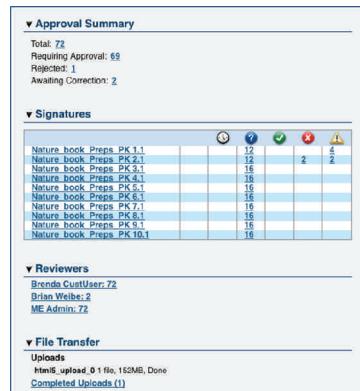 ▼ Approval Summary
Total: 72
Requiring Approval: 69
Rejected: 1
Awaiting Correction: 2
▼ Signatures
Nature_book_Preps_PK 1.1 12 4
Nature_book_Preps_PK 2.1 12 2 2
Nature_book_Preps_PK 3.1 16
Nature_book_Preps_PK 4.1 16
Nature_book_Preps_PK 5.1 16
Nature_book_Preps_PK 6.1 16
Nature_book_Preps_PK 7.1 16
Nature_book_Preps_PK 8.1 16
Nature_book_Preps_PK 9.1 16
Nature_book_Preps_PK 10.1 16
▼ Reviewers
Brenda CustUser: 72
Brian Weibe: 2
ME Admin: 72
▼ File Transfer
Uploads
html5_upload_0 1 file, 152MB, Done
Completed Uploads (1)